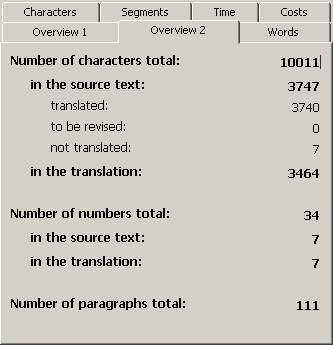 Characters Segments Time Costs
Overview 1 Overview 2 Words
Number of characters total: 10011
in the source text: 3747
translated: 3740
to be revised: 0
not translated: 7
in the translation: 3464
Number of numbers total: 34
in the source text: 7
in the translation: 7
Number of paragraphs total: 111